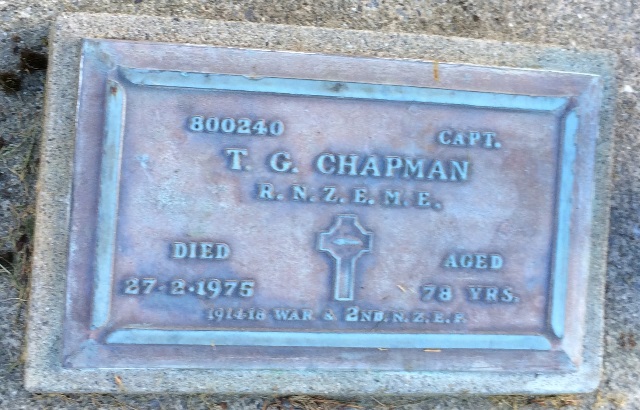 800240 CAPT.
T. G. CHAPMAN
R. N. Z. E. M. E.
DIED AGED
27-2-1975 78 YRS.
1914-18 WAR & 2ND. N. Z. E. F.